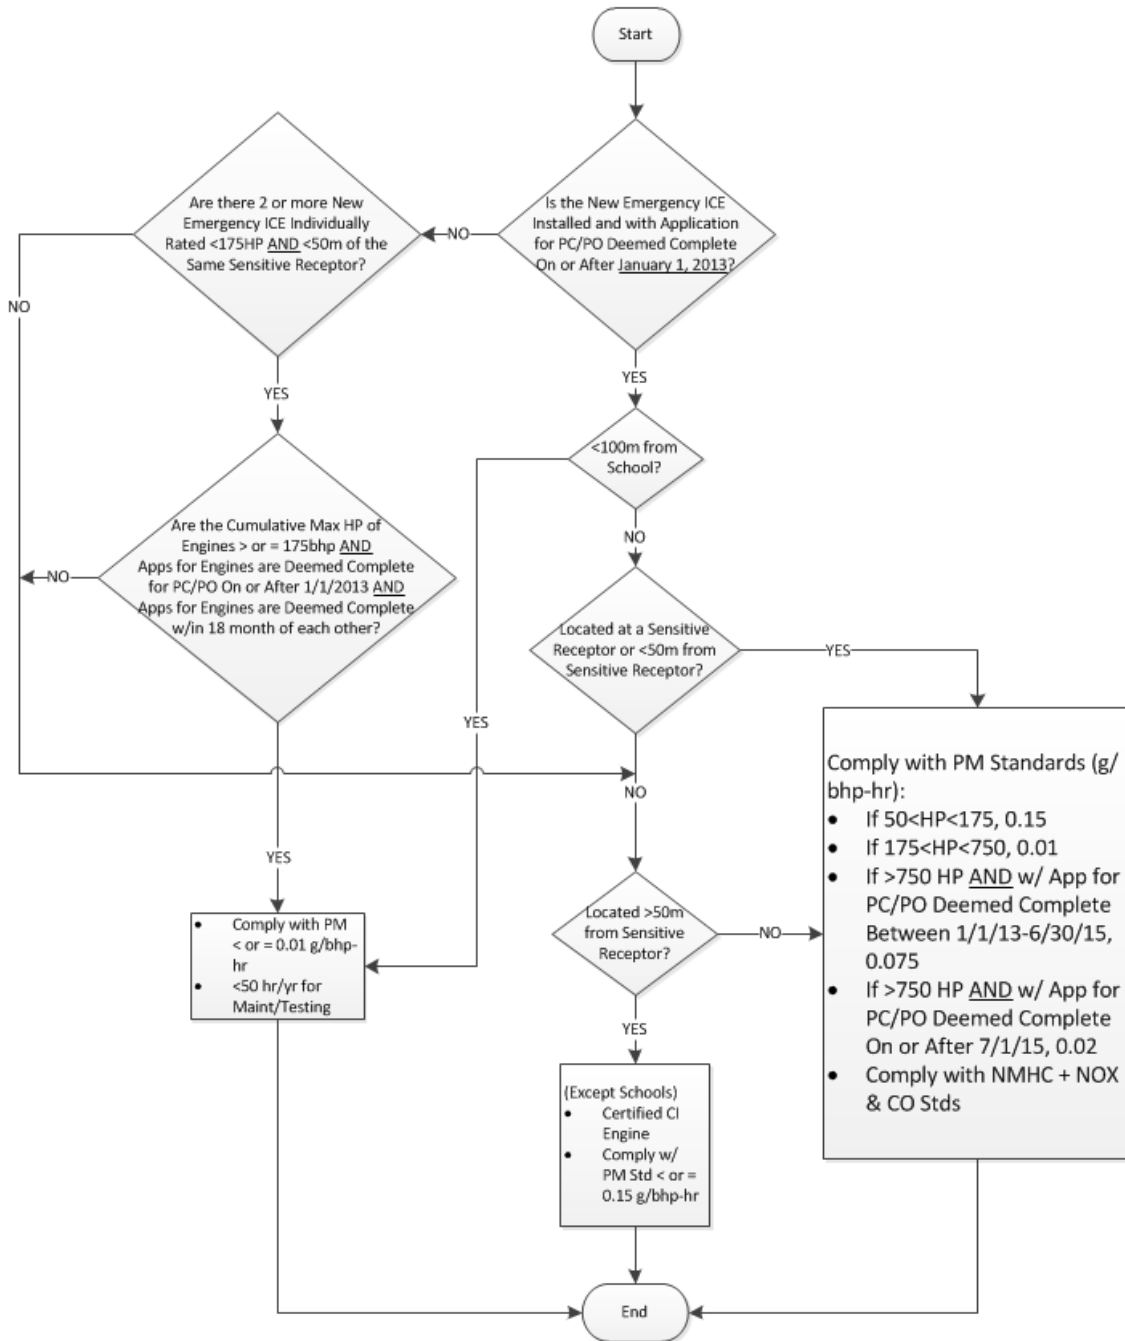 Start
Is the New Emergency ICE
Installed and with Application
for PC/PO Deemed Complete
On or After January 1, 2013?
NO
Are there 2 or more New
Emergency ICE Individually
Rated <175HP AND <50m of the
Same Sensitive Receptor?
NO
YES
YES
<100m from
School?
Are the Cumulative Max HP of
Engines > or = 175bhp AND
Apps for Engines are Deemed Complete
for PC/PO On or After 1/1/2013 AND
Apps for Engines are Deemed Complete
w/in 18 month of each other?
NO
NO
Located at a Sensitive
Receptor or <50m from
Sensitive Receptor?
YES
YES
NO
YES
Comply with PM Standards (g/
bhp-hr):
• If 50<HP<175, 0.15
• If 175<HP<750, 0.01
• If >750 HP AND w/ App for
PC/PO Deemed Complete
Between 1/1/13-6/30/15,
0.075
• If >750 HP AND w/ App for
PC/PO Deemed Complete
On or After 7/1/15, 0.02
• Comply with NMHC + NOX
& CO Stds
Located >50m
from Sensitive
Receptor?
NO
YES
• Comply with PM
< or = 0.01 g/bhp-
hr
• <50 hr/yr for
Maint/Testing
(Except Schools)
• Certified CI
Engine
• Comply w/
PM Std < or =
0.15 g/bhp-hr
End